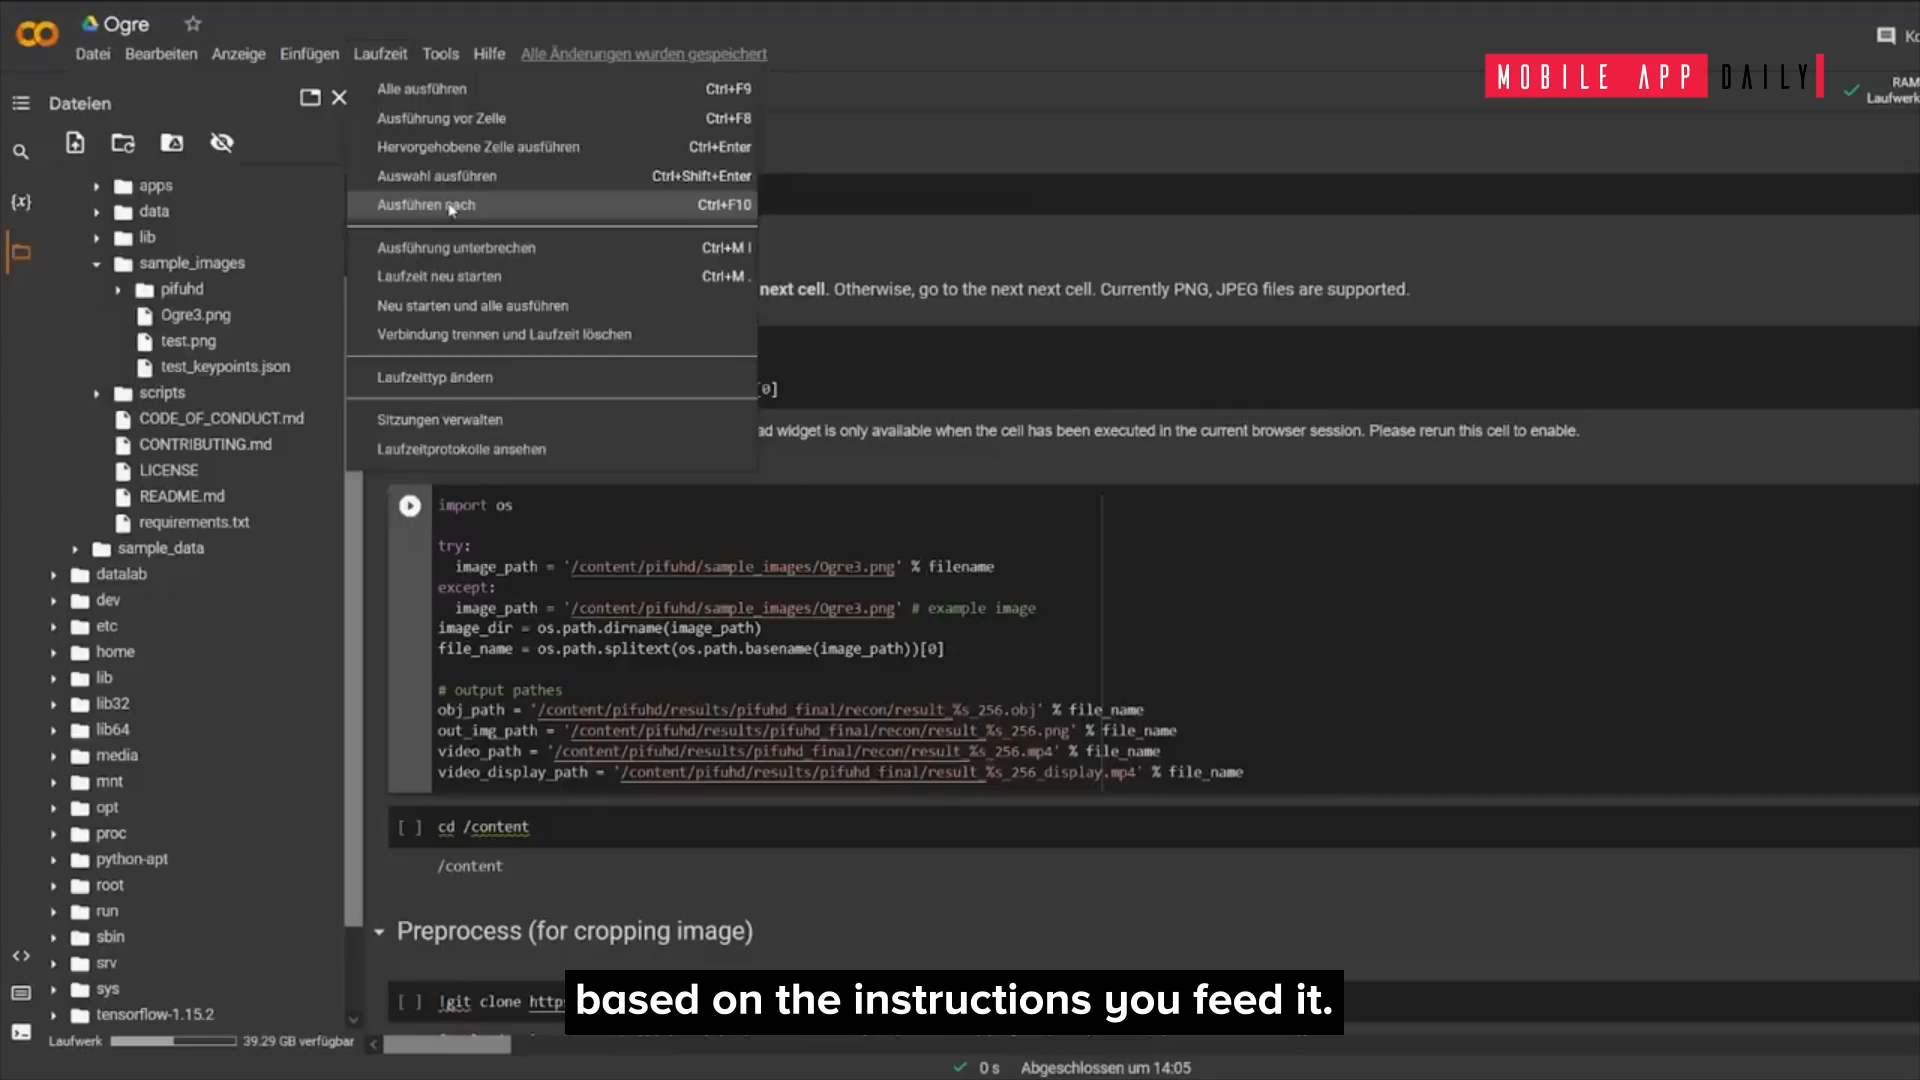 Ogre
Datei Bearbeiten Anzeige Einfügen Laufzeit Tools Hilfe Alle Änderungen wurden gespeichert
MOBILE APP DAILY
RAM
Laufwerk
Dateien
apps
data
lib
sample_images
pifuhd
Ogre3.png
test.png
test_keypoints.json
scripts
CODE_OF_CONDUCT.md
CONTRIBUTING.md
LICENSE
README.md
requirements.txt
sample_data
datalab
dev
etc
home
lib
lib32
lib64
media
mnt
opt
proc
python-apt
root
run
sbin
srv
sys
tensorflow-1.15.2
Laufwerk 39.29 GB verfügbar
Alle ausführen Ctrl+F9
Ausführung vor Zelle Ctrl+F8
Hervorgehobene Zelle ausführen Ctrl+Enter
Auswahl ausführen Ctrl+Shift+Enter
Ausführen nach Ctrl+F10
Ausführung unterbrechen Ctrl+M I
Laufzeit neu starten Ctrl+M .
Neu starten und alle ausführen
Verbindung trennen und Laufzeit löschen
Laufzeittyp ändern
Sitzungen verwalten
Laufzeitprotokolle ansehen
next cell. Otherwise, go to the next next cell. Currently PNG, JPEG files are supported.
[0]
ad widget is only available when the cell has been executed in the current browser session. Please rerun this cell to enable.
import os
try:
image_path = '/content/pifuhd/sample_images/Ogre3.png' % filename
except:
image_path = '/content/pifuhd/sample_images/Ogre3.png' # example image
image_dir = os.path.dirname(image_path)
file_name = os.path.splitext(os.path.basename(image_path))[0]
# output pathes
obj_path = '/content/pifuhd/results/pifuhd_final/recon/result_%s_256.obj' % file_name
out_img_path = '/content/pifuhd/results/pifuhd_final/recon/result_%s_256.png' % file_name
video_path = '/content/pifuhd/results/pifuhd_final/recon/result_%s_256.mp4' % file_name
video_display_path = '/content/pifuhd/results/pifuhd_final/result_%s_256_display.mp4' % file_name
[ ] cd /content
/content
Preprocess (for cropping image)
[ ] !git clone http
based on the instructions you feed it.
0 s Abgeschlossen um 14:05